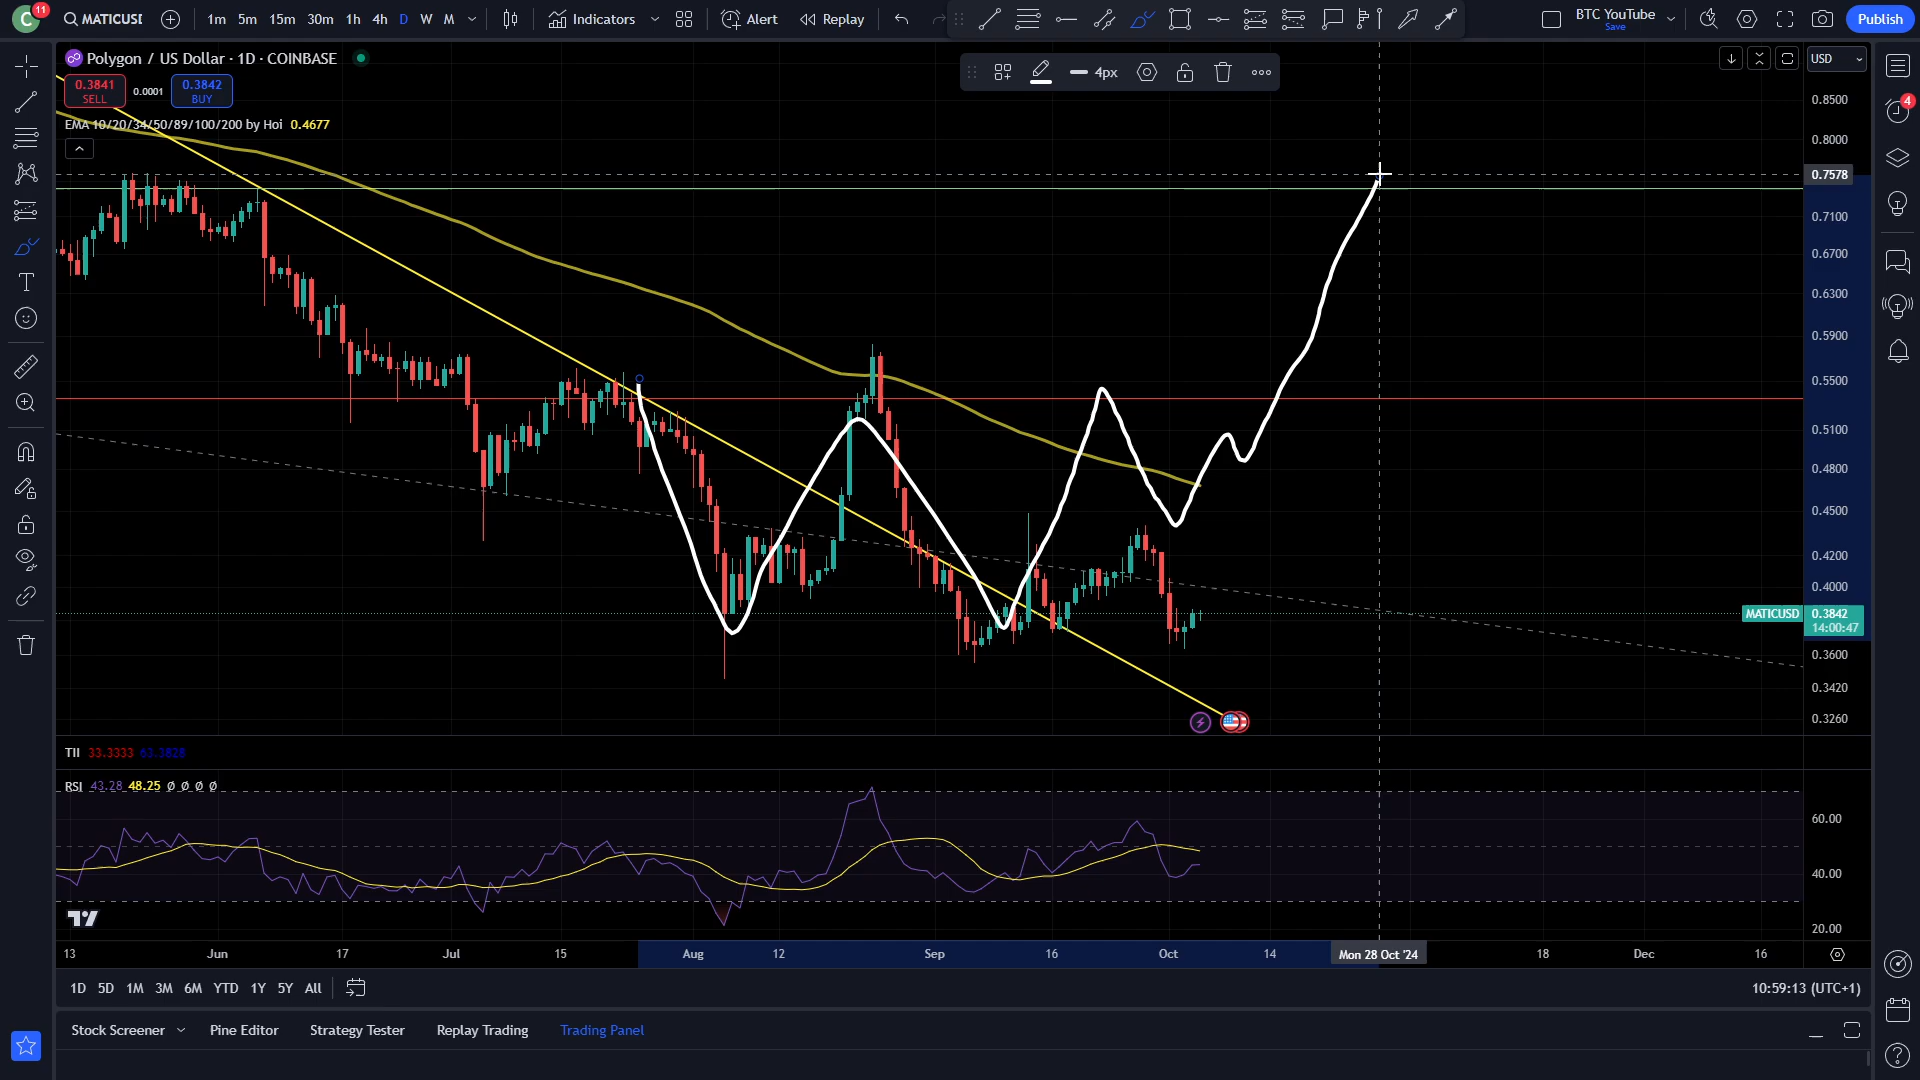 C 11 MATICUSD 1m 5m 15m 30m 1h 4h D W M Indicators Alert Replay BTC YouTube Save Publish
Polygon / US Dollar · 1D · COINBASE
4px
USD
0.3841 SELL 0.0001 0.3842 BUY
EMA 10/20/34/50/89/100/200 by Hoi 0.4677
4
0.8500
0.8000
0.7578
0.7100
0.6700
0.6300
0.5900
0.5500
0.5100
0.4800
0.4500
0.4200
0.4000
MATICUSD 0.3842
14:00:47
0.3600
0.3420
0.3260
TII 33.3333 63.3828
RSI 43.28 48.25 Ø Ø Ø Ø
60.00
40.00
20.00
13 Jun 17 Jul 15 Aug 12 Sep 16 Oct 14 Mon 28 Oct '24 18 Dec 16
1D 5D 1M 3M 6M YTD 1Y 5Y All 10:59:13 (UTC+1)
Stock Screener Pine Editor Strategy Tester Replay Trading Trading Panel